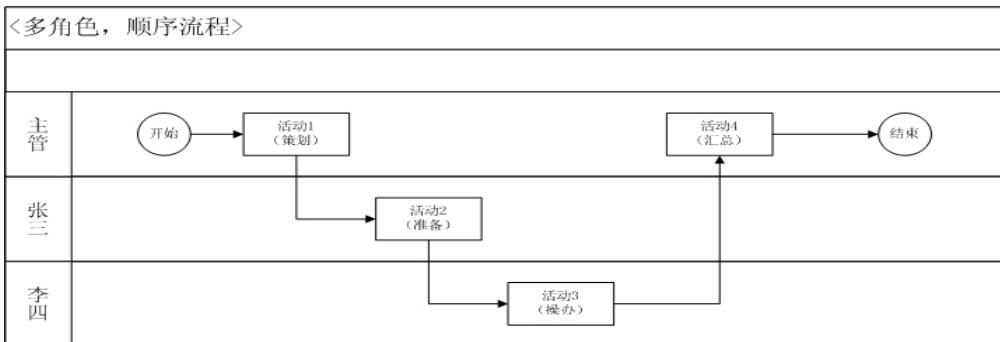 <多角色，顺序流程>
主管
开始
活动1
（策划）
活动4
（汇总）
结束
张三
活动2
（准备）
李四
活动3
（操办）